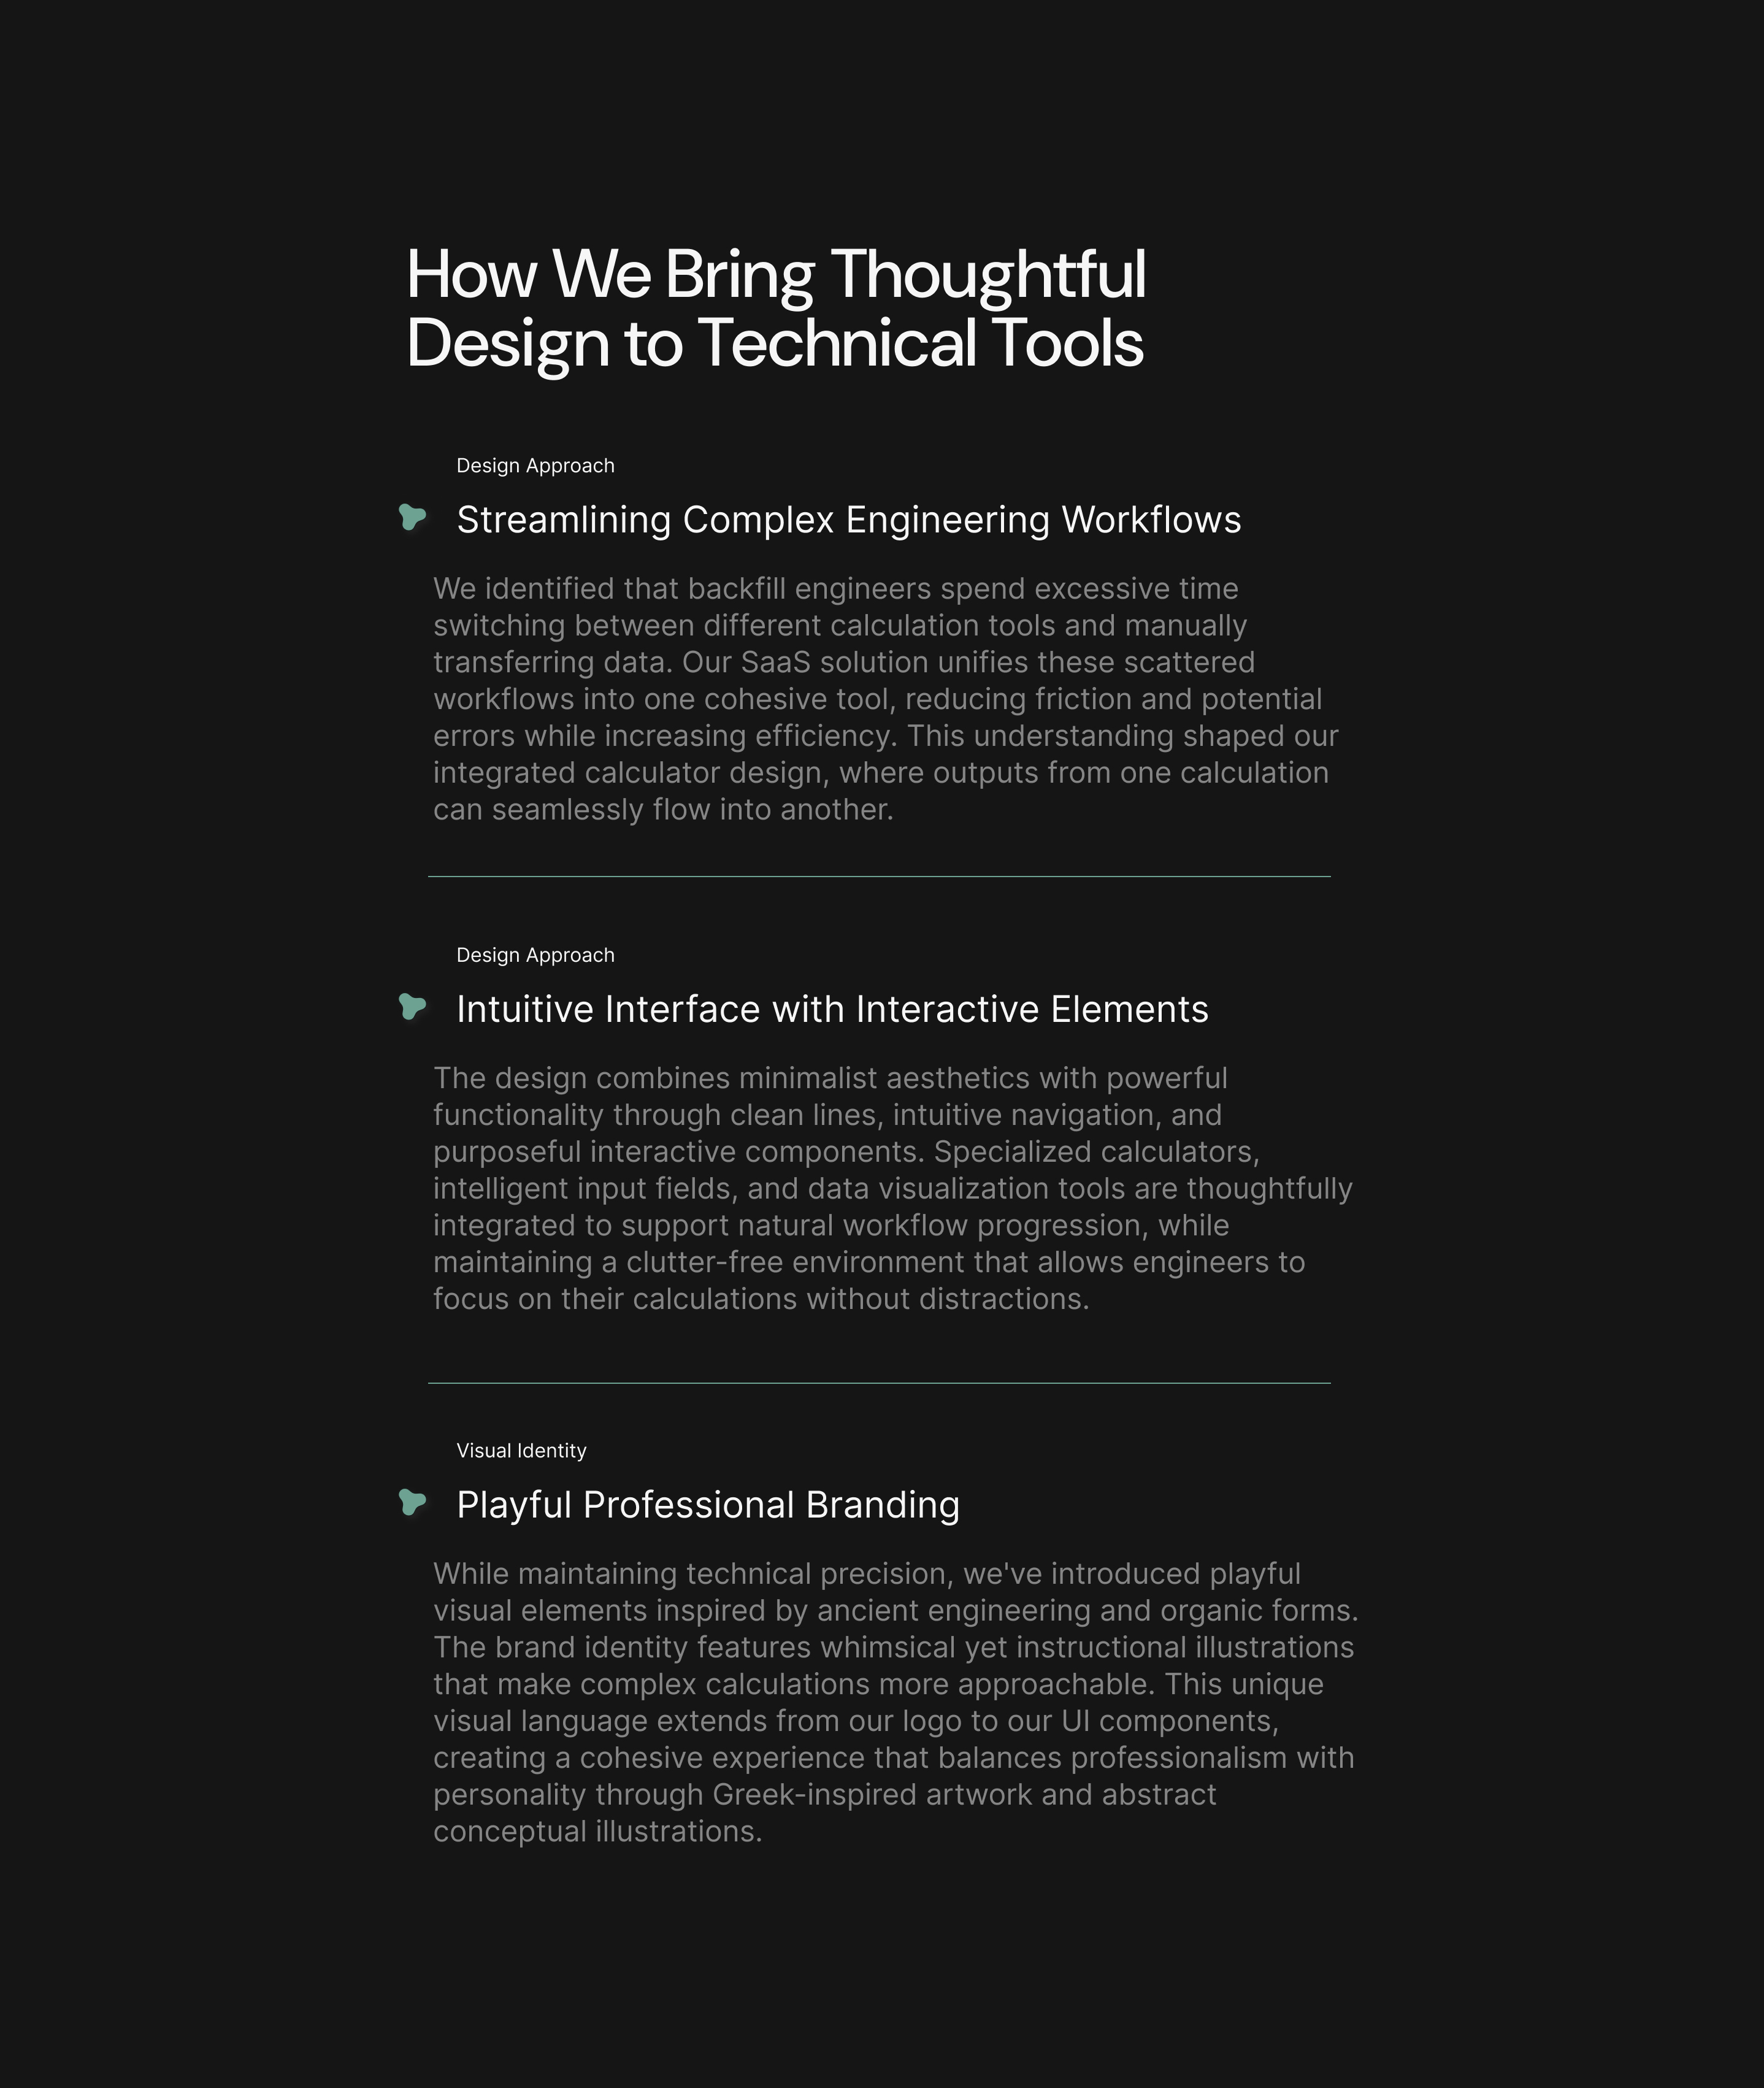 How We Bring Thoughtful
Design to Technical Tools
Design Approach
Streamlining Complex Engineering Workflows
We identified that backfill engineers spend excessive time
switching between different calculation tools and manually
transferring data. Our SaaS solution unifies these scattered
workflows into one cohesive tool, reducing friction and potential
errors while increasing efficiency. This understanding shaped our
integrated calculator design, where outputs from one calculation
can seamlessly flow into another.
Design Approach
Intuitive Interface with Interactive Elements
The design combines minimalist aesthetics with powerful
functionality through clean lines, intuitive navigation, and
purposeful interactive components. Specialized calculators,
intelligent input fields, and data visualization tools are thoughtfully
integrated to support natural workflow progression, while
maintaining a clutter-free environment that allows engineers to
focus on their calculations without distractions.
Visual Identity
Playful Professional Branding
While maintaining technical precision, we've introduced playful
visual elements inspired by ancient engineering and organic forms.
The brand identity features whimsical yet instructional illustrations
that make complex calculations more approachable. This unique
visual language extends from our logo to our UI components,
creating a cohesive experience that balances professionalism with
personality through Greek-inspired artwork and abstract
conceptual illustrations.